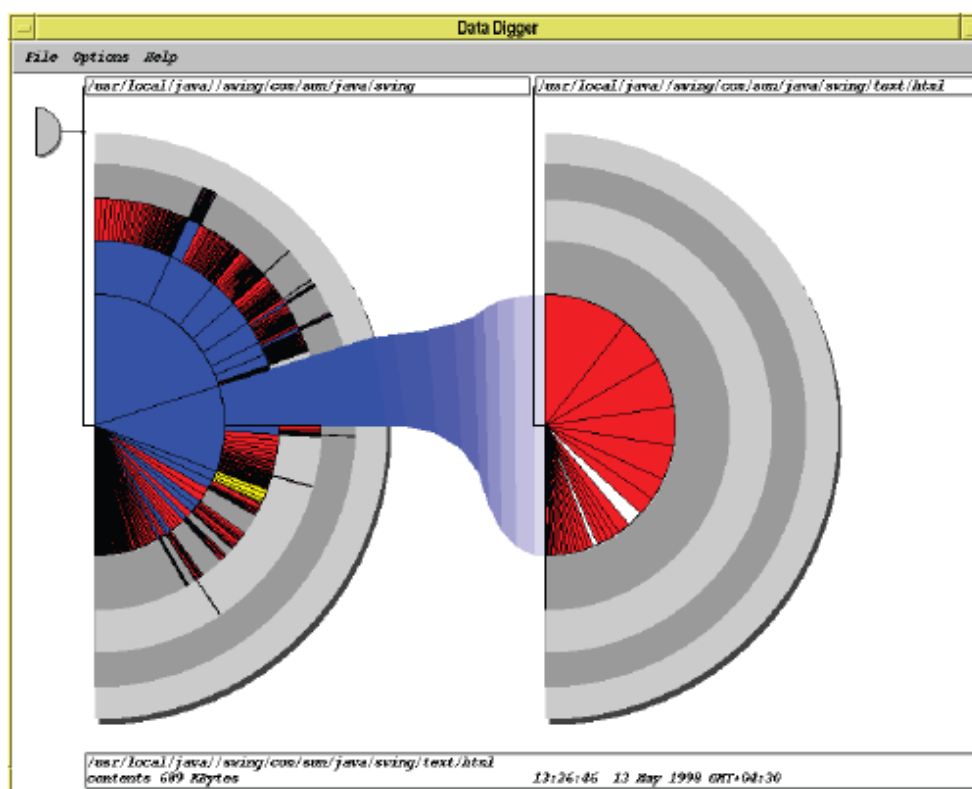 Data Digger
File Options Help
/usr/local/java//swing/com/sun/java/swing
/usr/local/java//swing/com/sun/java/swing/text/html
/usr/local/java//swing/com/sun/java/swing/text/html
contents 609 KBytes 13:26:46 13 May 1998 GMT+04:30